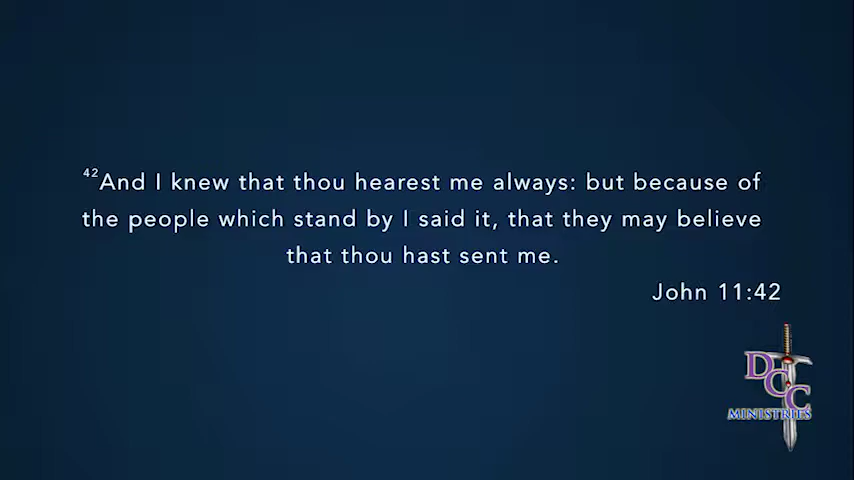 42And I knew that thou hearest me always: but because of
the people which stand by I said it, that they may believe
that thou hast sent me.
John 11:42
DCC
MINISTRIES